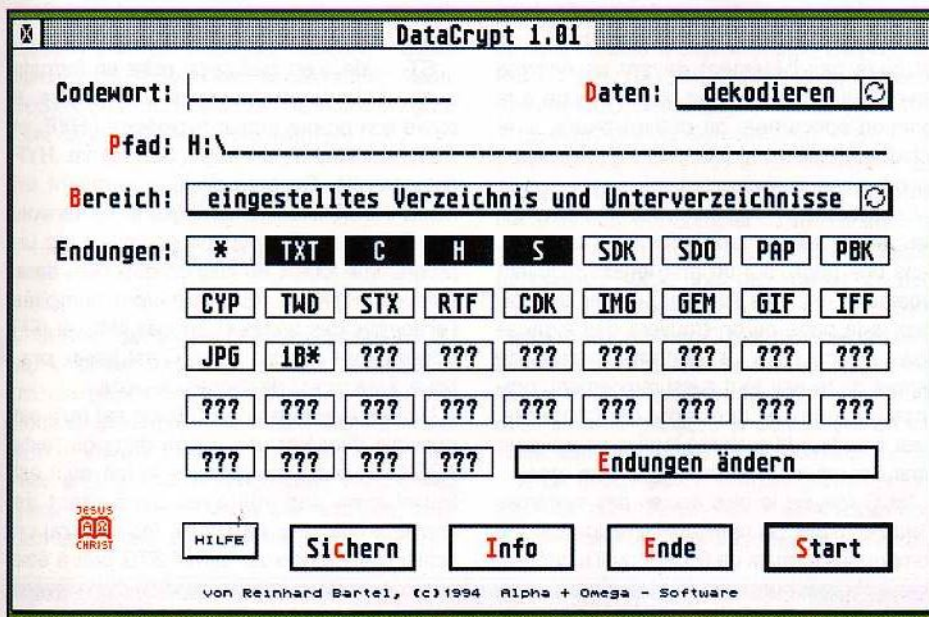 DataCrypt 1.01
Codewort: Daten: dekodieren
Pfad: H:\
Bereich: eingestelltes Verzeichnis und Unterverzeichnisse
Endungen: * TXT C H S SDK SDO PAP PBK
CYP TWD STX RTF CDK IMG GEM GIF IFF
JPG 1B* ??? ??? ??? ??? ??? ??? ???
??? ??? ??? ??? ??? ??? ??? ??? ???
??? ??? ??? ??? Endungen ändern
JESUS
CHRIST
HILFE Sichern Info Ende Start
von Reinhard Bartel, (c)1994 Alpha + Omega - Software